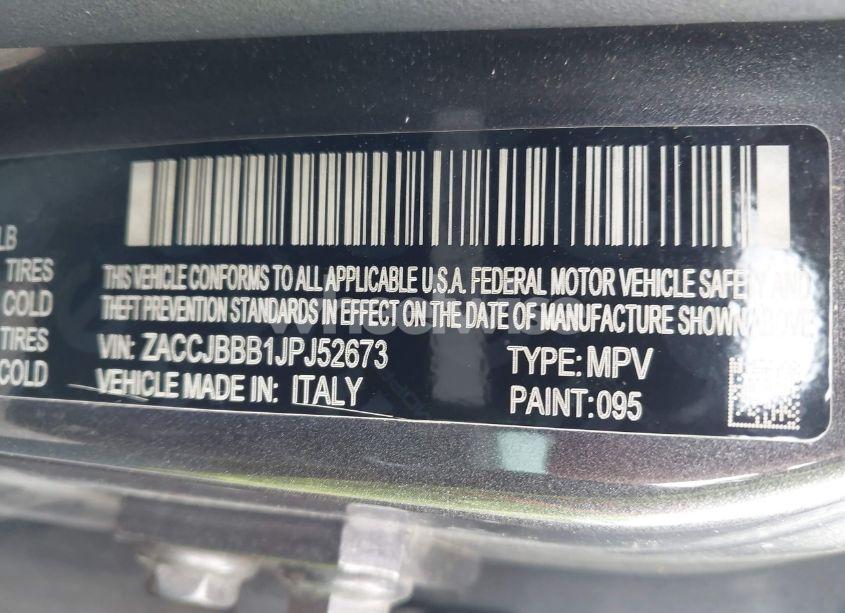 LB
TIRES
COLD
TIRES
COLD
THIS VEHICLE CONFORMS TO ALL APPLICABLE U.S.A. FEDERAL MOTOR VEHICLE SAFETY AND
THEFT PREVENTION STANDARDS IN EFFECT ON THE DATE OF MANUFACTURE SHOWN ABOVE
VIN: ZACCJBBB1JPJ52673
TYPE: MPV
VEHICLE MADE IN: ITALY
PAINT: 095